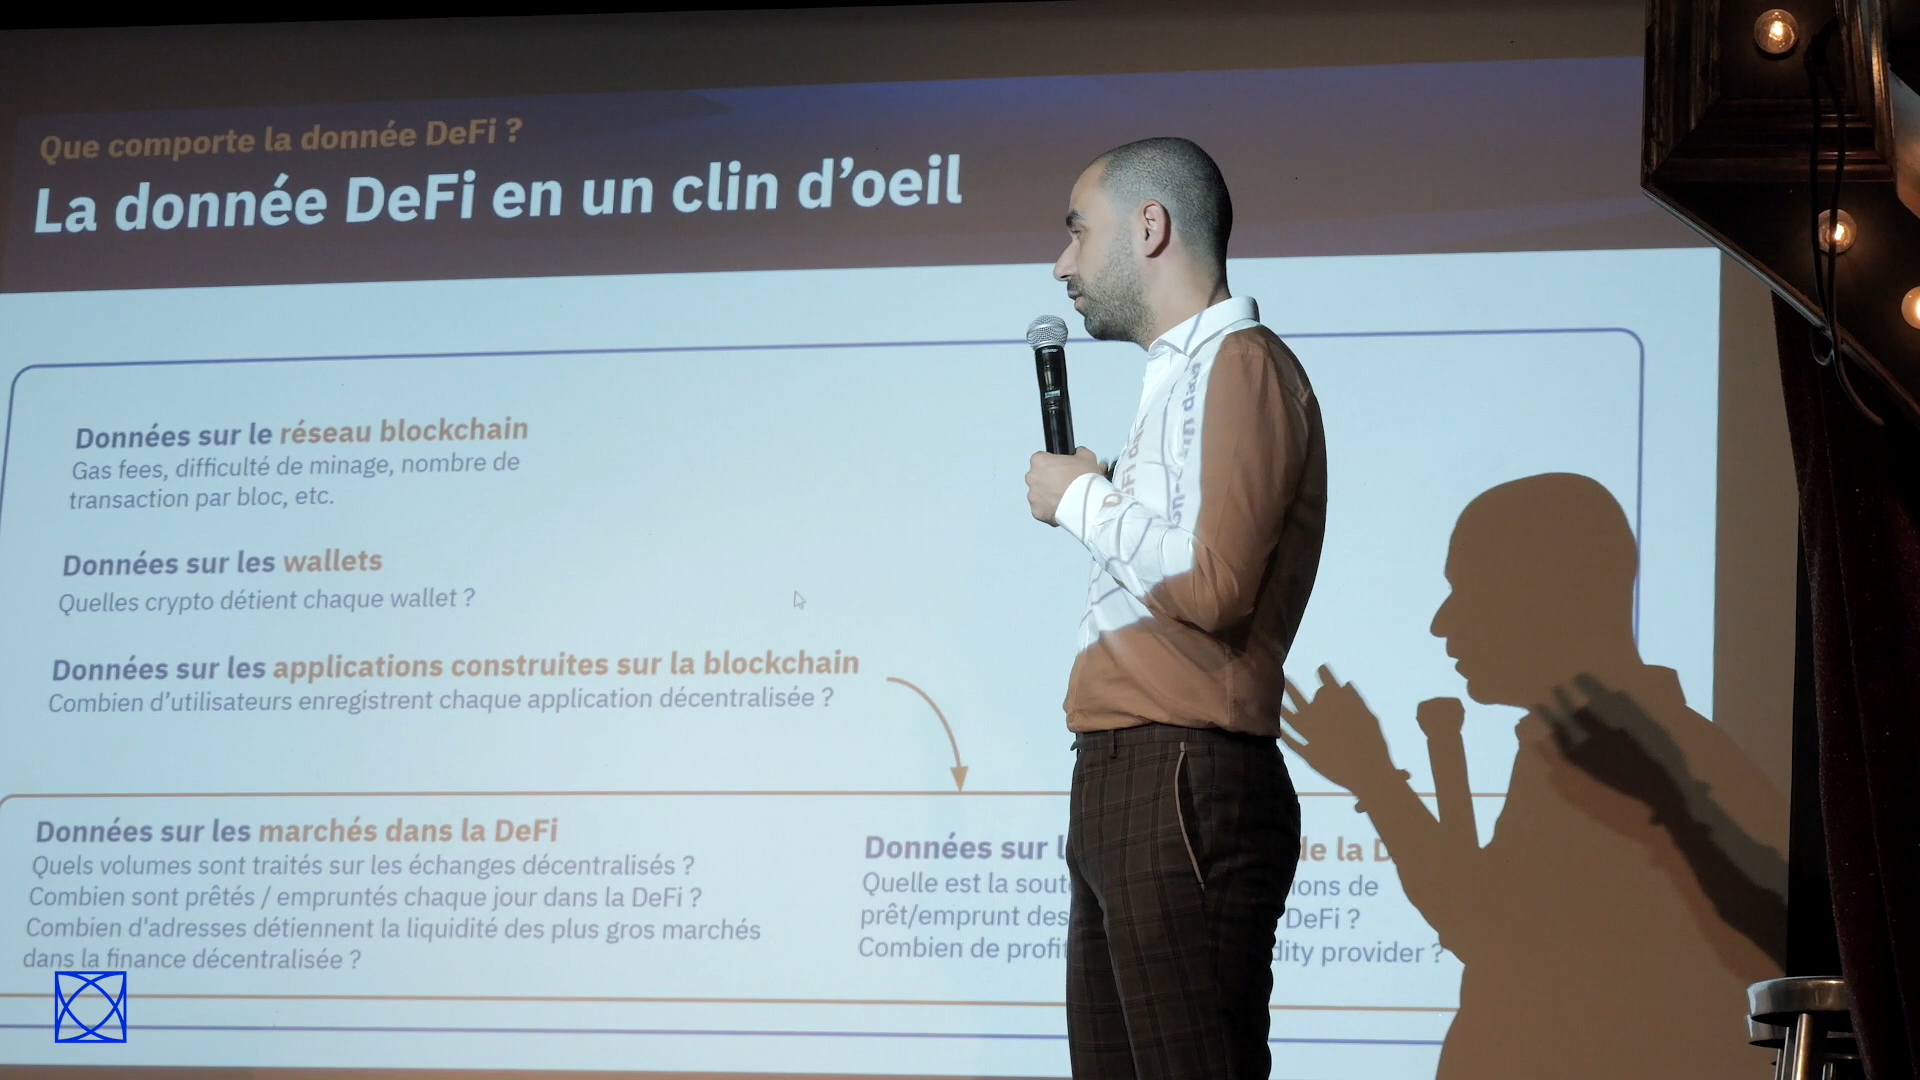 Que comporte la donnée DeFi ?
La donnée DeFi en un clin d'oeil
Données sur le réseau blockchain
Gas fees, difficulté de minage, nombre de
transaction par bloc, etc.
Données sur les wallets
Quelles crypto détient chaque wallet ?
Données sur les applications construites sur la blockchain
Combien d'utilisateurs enregistrent chaque application décentralisée ?
Données sur les marchés dans la DeFi
Quels volumes sont traités sur les échanges décentralisés ?
Combien sont prêtés / empruntés chaque jour dans la DeFi ?
Combien d'adresses détiennent la liquidité des plus gros marchés
dans la finance décentralisée ?
Données sur de la
Quelle est la de
prêt/emprunt des DeFi ?
Combien de provider ?